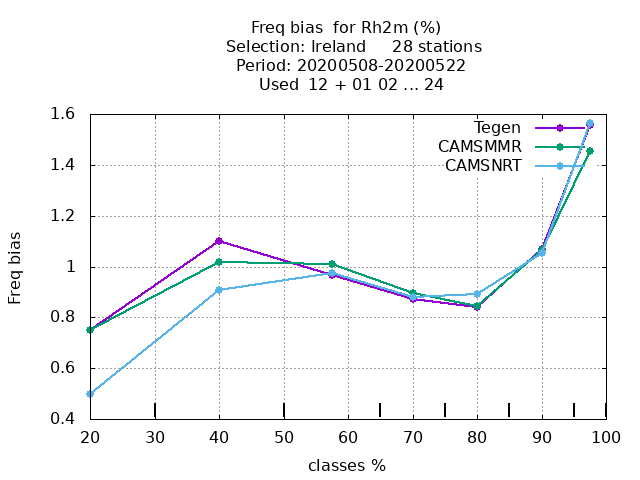 Freq bias  for Rh2m (%)
Selection: Ireland     28 stations
Period: 20200508-20200522
Used  12 + 01 02 ... 24
Tegen
CAMSMMR
CAMSNRT
1.6
1.4
1.2
1
0.8
0.6
0.4
Freq bias
20 30 40 50 60 70 80 90 100
classes %